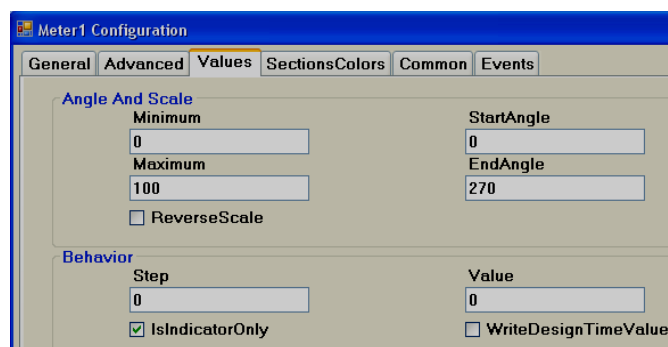 Meter1 Configuration
General Advanced Values SectionsColors Common Events
Angle And Scale
Minimum StartAngle
0 0
Maximum EndAngle
100 270
ReverseScale
Behavior
Step Value
0 0
IsIndicatorOnly WriteDesignTimeValue